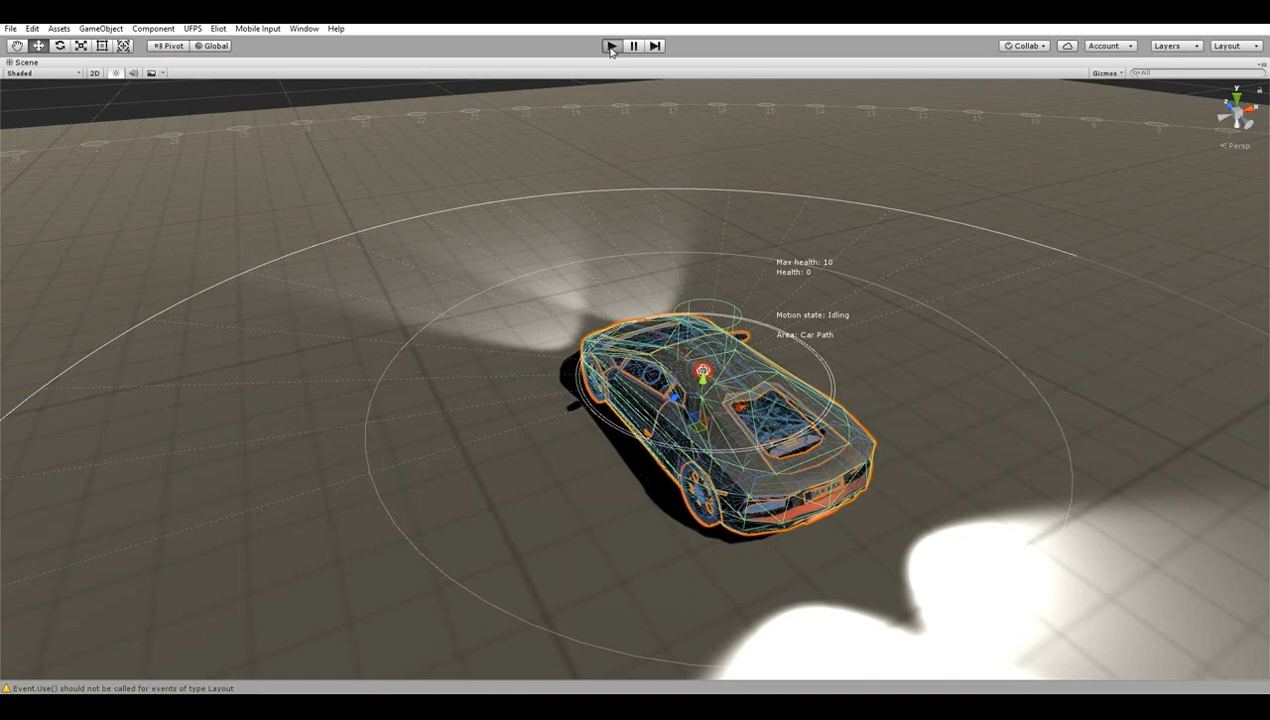 File Edit Assets GameObject Component UFPS Eliot Mobile Input Window Help
Pivot Global Collab Account Layers Layout
Scene
Shaded 2D Gizmos All
Max health: 10
Health: 0
Motion state: Idling
Area: Car Path
Persp
Event.Use() should not be called for events of type Layout